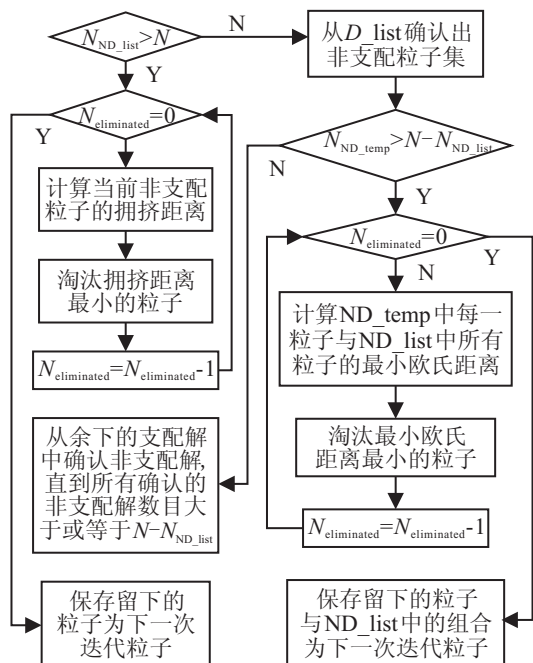 N_ND_list>N
N
从D_list确认出
非支配粒子集
Y
Y
N_eliminated=0
N_ND_temp>N-N_ND_list
N
Y
计算当前非支配
粒子的拥挤距离
N_eliminated=0
Y
N
淘汰拥挤距离
最小的粒子
计算ND_temp中每一
粒子与ND_list中所有
粒子的最小欧氏距离
N_eliminated=N_eliminated-1
从余下的支配解
中确认非支配解,
直到所有确认的
非支配解数目大
于或等于N-N_ND_list
淘汰最小欧氏
距离最小的粒子
N_eliminated=N_eliminated-1
保存留下的
粒子为下一次
迭代粒子
保存留下的粒子
与ND_list中的组合
为下一次迭代粒子